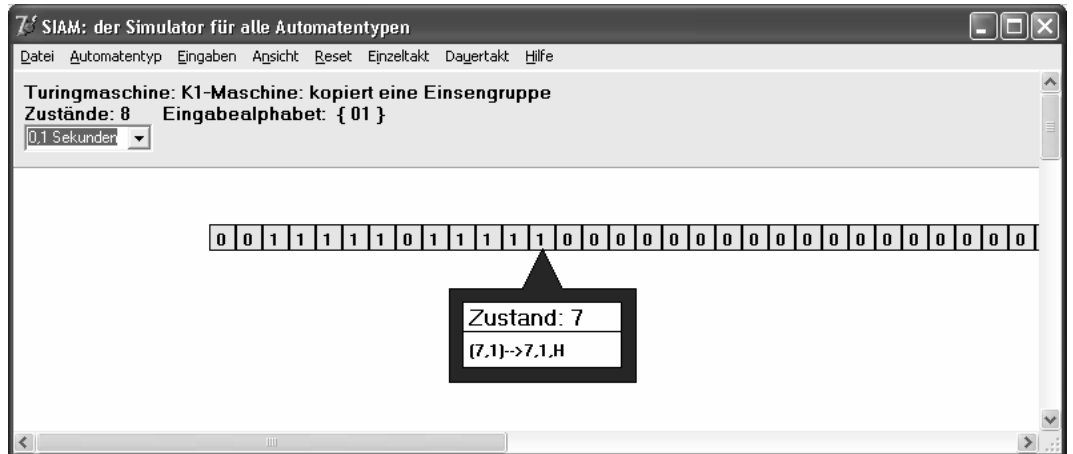 SIAM: der Simulator für alle Automatentypen
Datei Automatentyp Eingaben Ansicht Reset Einzeltakt Dauertakt Hilfe
Turingmaschine: K1-Maschine: kopiert eine Einsengruppe
Zustände: 8 Eingabealphabet: { 01 }
0,1 Sekunden
0 0 1 1 1 1 1 0 1 1 1 1 1 0 0 0 0 0 0 0 0 0 0 0 0 0 0 0 0 0 0
Zustand: 7
(7,1)-->7,1,H